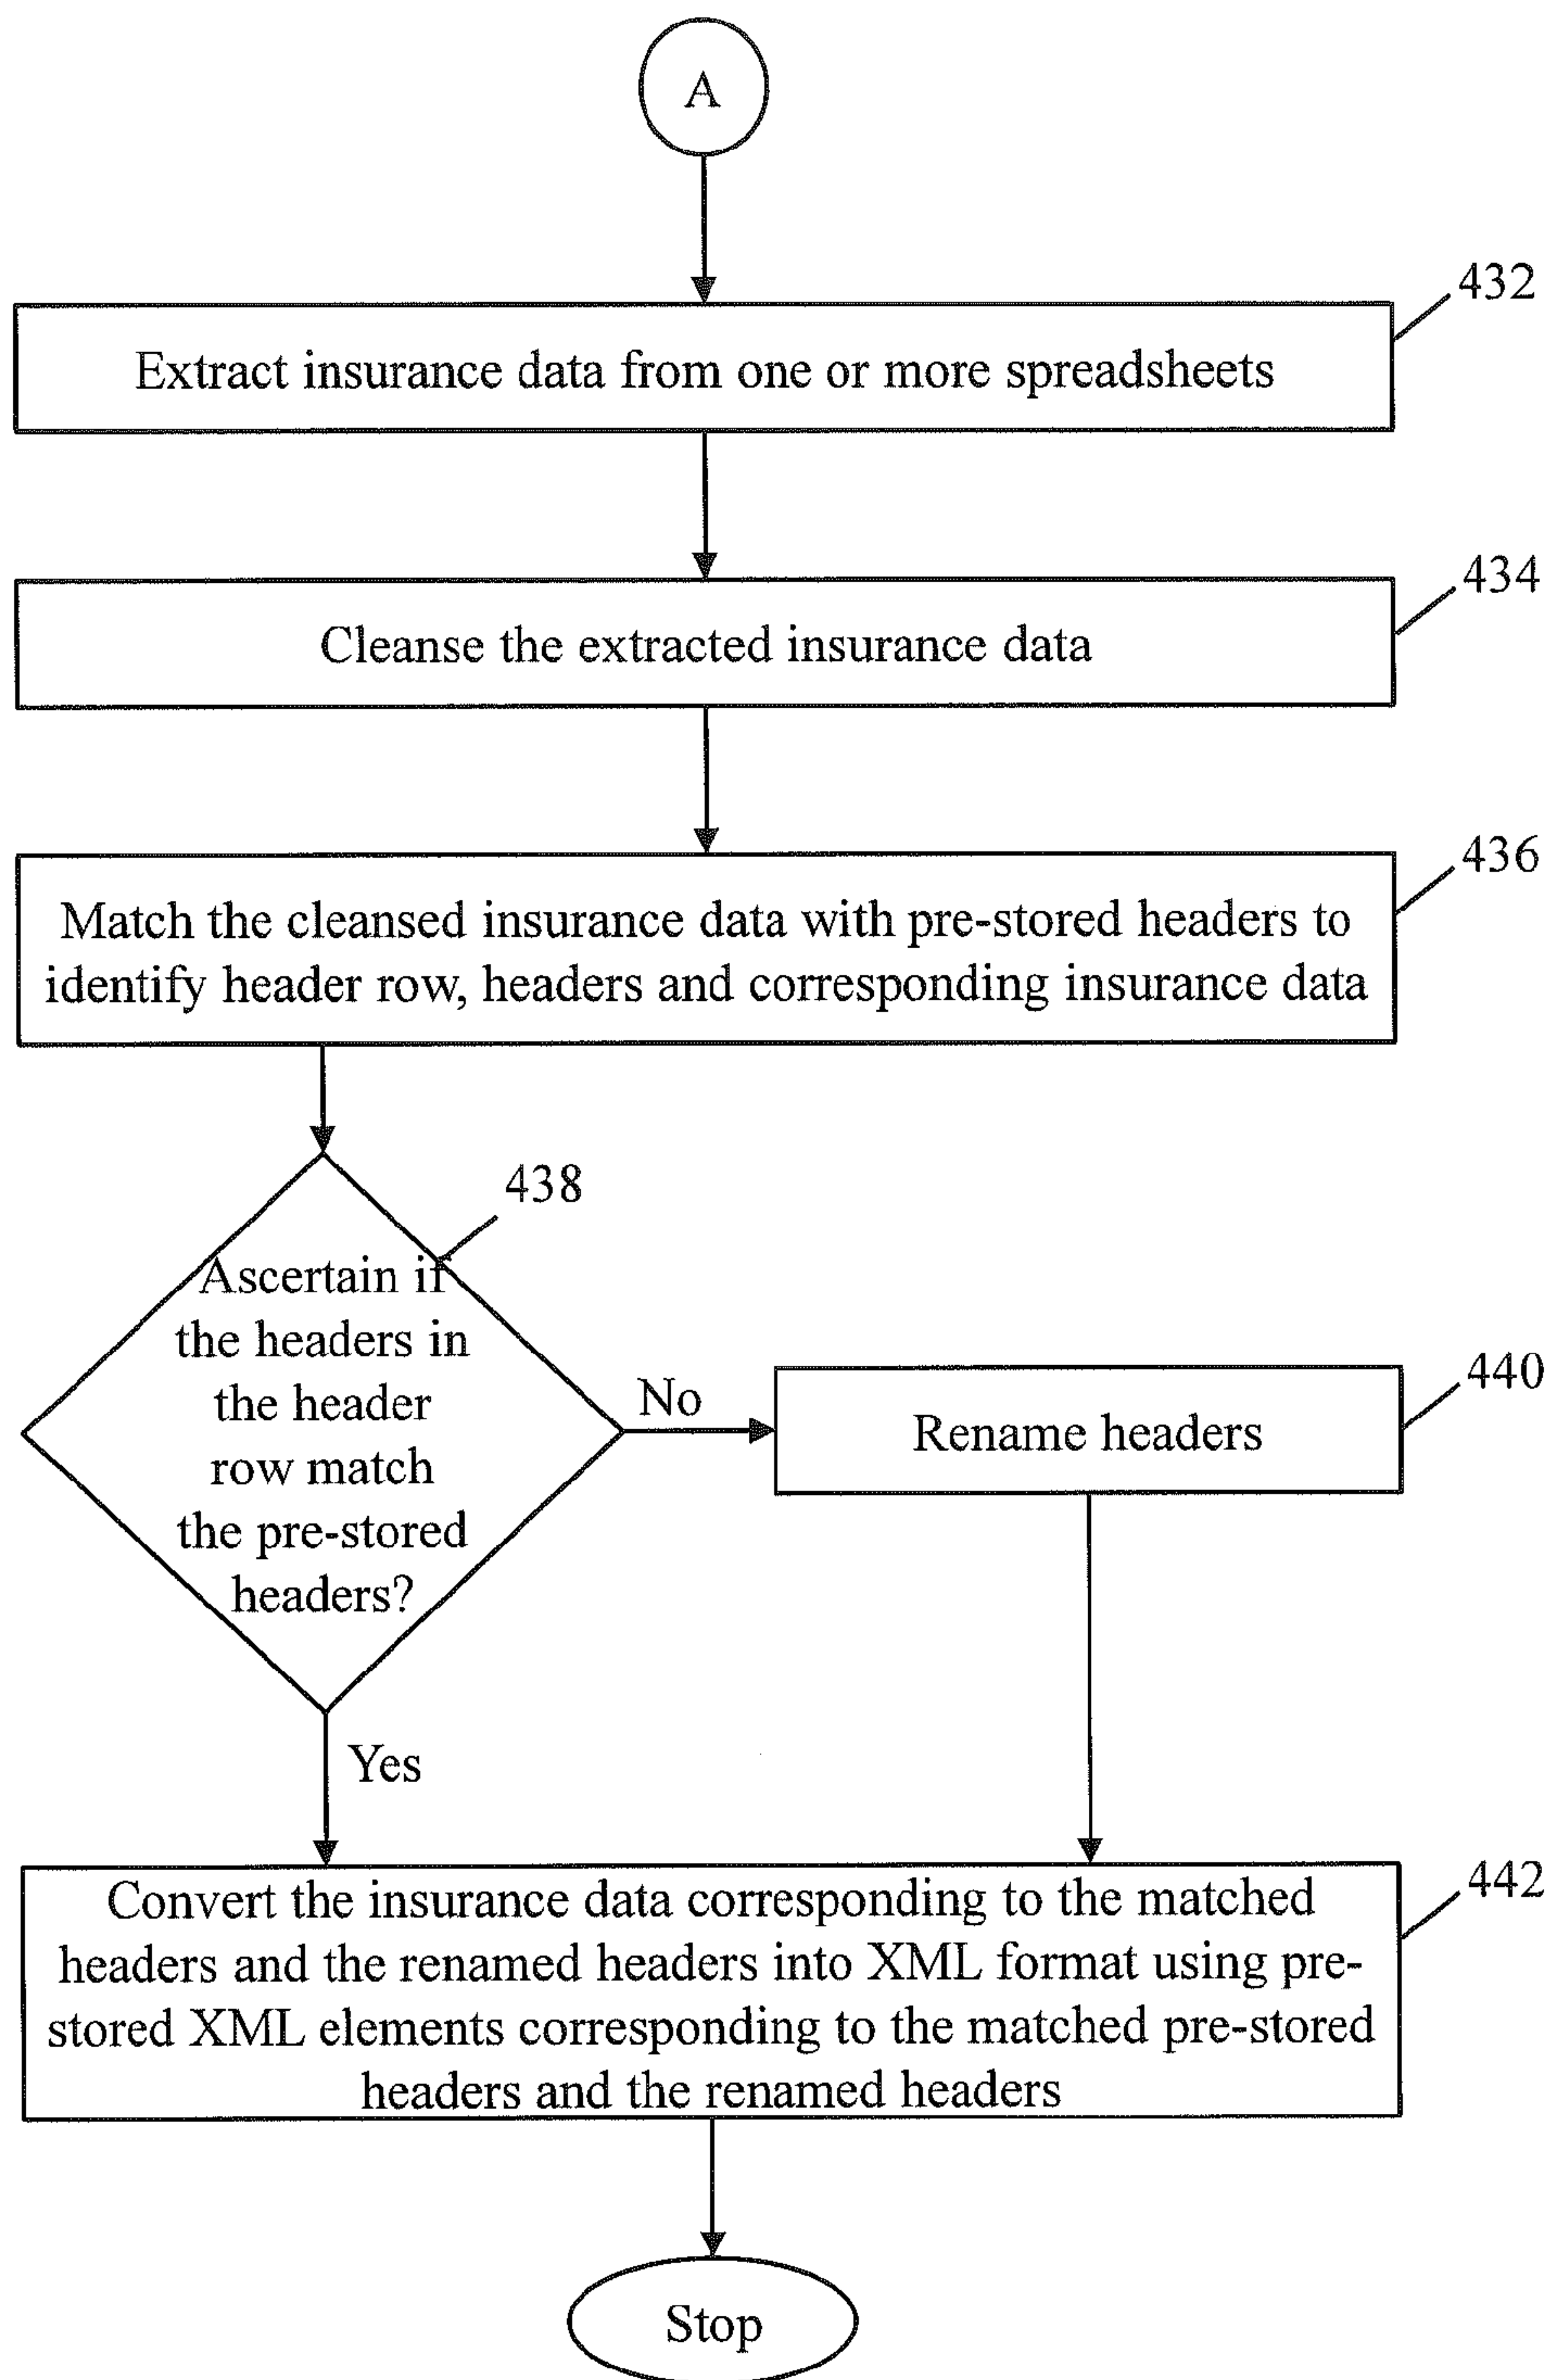 A
432
Extract insurance data from one or more spreadsheets
434
Cleanse the extracted insurance data
436
Match the cleansed insurance data with pre-stored headers to
identify header row, headers and corresponding insurance data
438
Ascertain if
the headers in
the header
row match
the pre-stored
headers?
No
440
Rename headers
Yes
442
Convert the insurance data corresponding to the matched
headers and the renamed headers into XML format using pre-
stored XML elements corresponding to the matched pre-stored
headers and the renamed headers
Stop